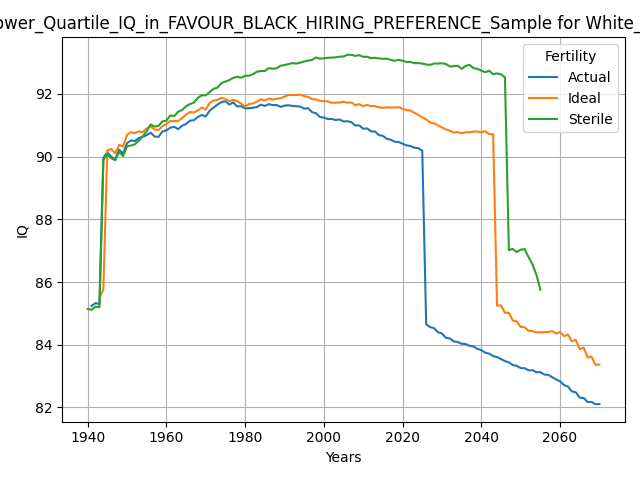 ower_Quartile_IQ_in_FAVOUR_BLACK_HIRING_PREFERENCE_Sample for White_
Fertility
Actual
Ideal
Sterile
92
90
88
86
84
82
IQ
1940
1960
1980
2000
2020
2040
2060
Years